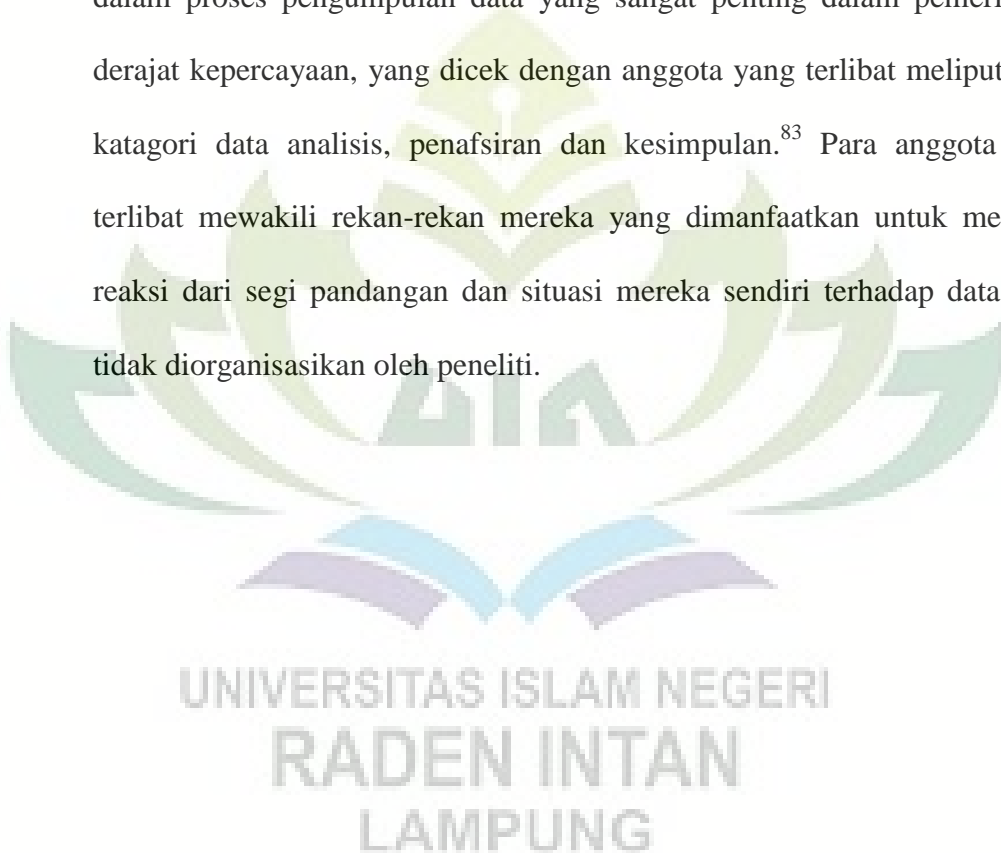 dalam proses pengumpulan data yang sangat penting dalam pemeri
derajat kepercayaan, yang dicek dengan anggota yang terlibat meliput
katagori data analisis, penafsiran dan kesimpulan.83 Para anggota
terlibat mewakili rekan-rekan mereka yang dimanfaatkan untuk me
reaksi dari segi pandangan dan situasi mereka sendiri terhadap data
tidak diorganisasikan oleh peneliti.
UNIVERSITAS ISLAM NEGERI
RADEN INTAN
LAMPUNG